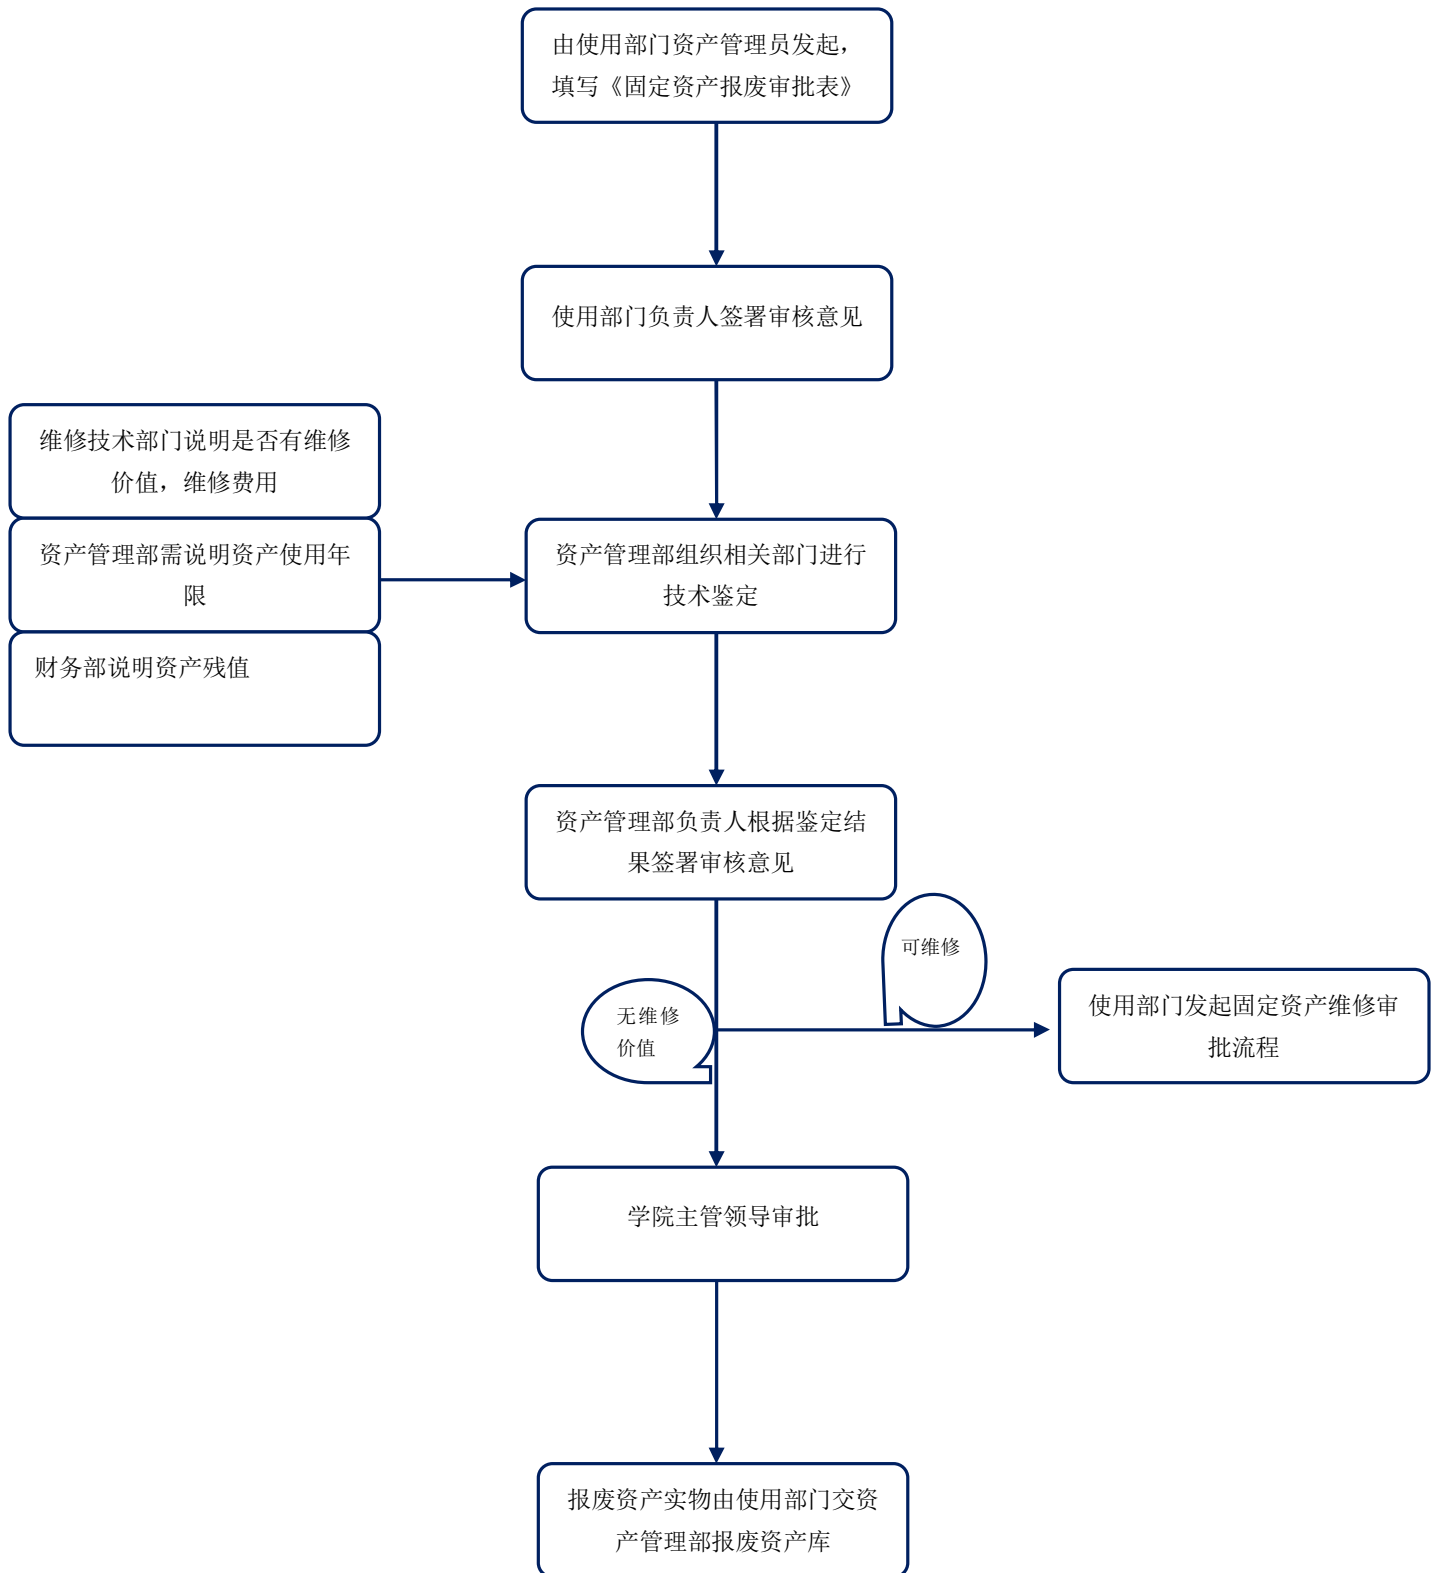 由使用部门资产管理员发起，
填写《固定资产报废审批表》
使用部门负责人签署审核意见
维修技术部门说明是否有维修
价值，维修费用
资产管理部需说明资产使用年
限
财务部说明资产残值
资产管理部组织相关部门进行
技术鉴定
资产管理部负责人根据鉴定结
果签署审核意见
可维修
无维修
价值
使用部门发起固定资产维修审
批流程
学院主管领导审批
报废资产实物由使用部门交资
产管理部报废资产库